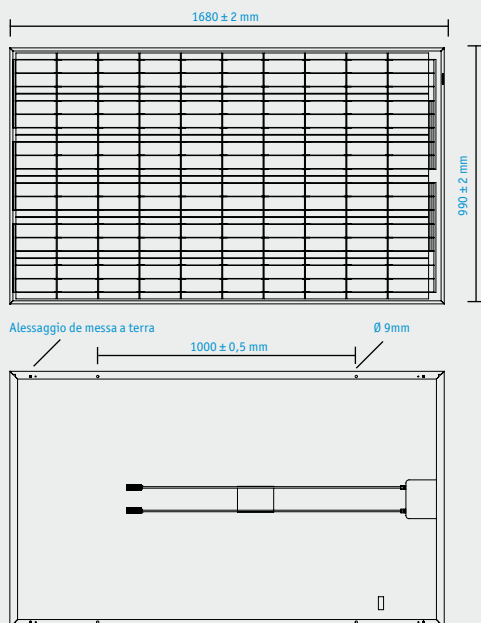 1680 ± 2 mm
990 ± 2 mm
Alessaggio de messa a terra
1000 ± 0,5 mm
Ø 9mm